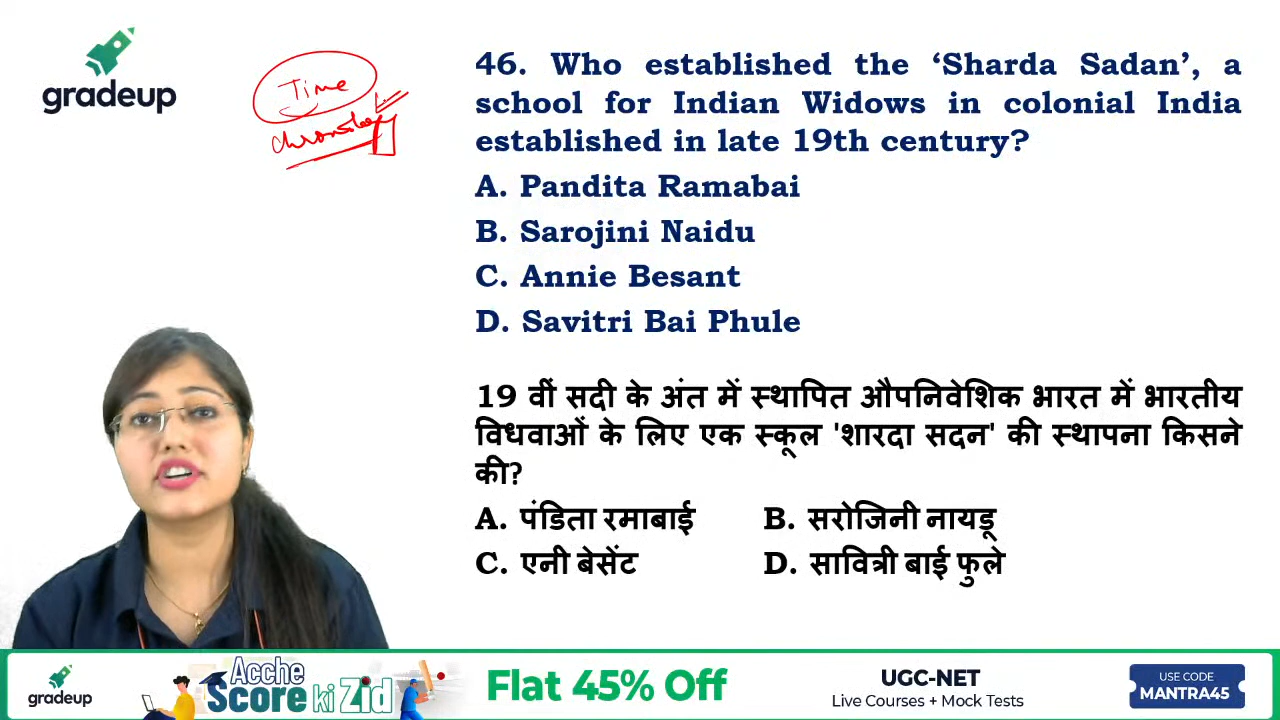 gradeup
Time
chronology
46. Who established the ‘Sharda Sadan’, a
school for Indian Widows in colonial India
established in late 19th century?
A. Pandita Ramabai
B. Sarojini Naidu
C. Annie Besant
D. Savitri Bai Phule
19 वीं सदी के अंत में स्थापित औपनिवेशिक भारत में भारतीय
विधवाओं के लिए एक स्कूल 'शारदा सदन' की स्थापना किसने
की?
A. पंडिता रमाबाई B. सरोजिनी नायडू
C. एनी बेसेंट D. सावित्री बाई फुले
gradeup
Acche
Score ki Zid
Flat 45% Off
UGC-NET
Live Courses + Mock Tests
USE CODE
MANTRA45